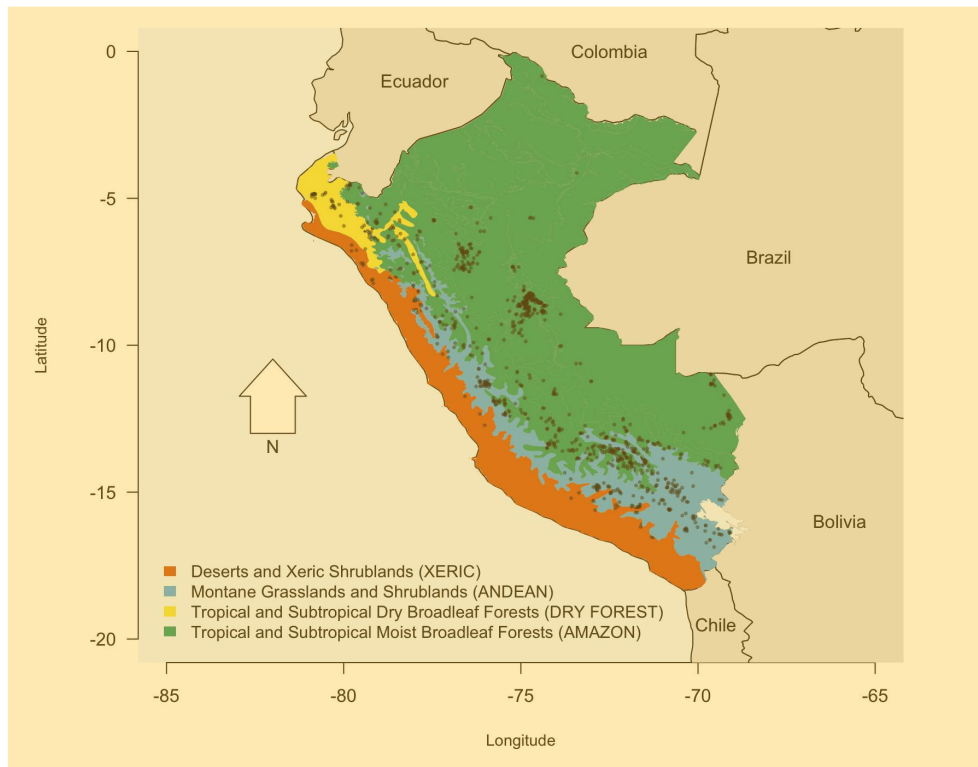 0
Colombia
Ecuador
-5
Brazil
Latitude
-10
N
-15
Bolivia
Deserts and Xeric Shrublands (XERIC)
Montane Grasslands and Shrublands (ANDEAN)
Tropical and Subtropical Dry Broadleaf Forests (DRY FOREST)
Tropical and Subtropical Moist Broadleaf Forests (AMAZON)
Chile
-20
-85 -80 -75 -70 -65
Longitude